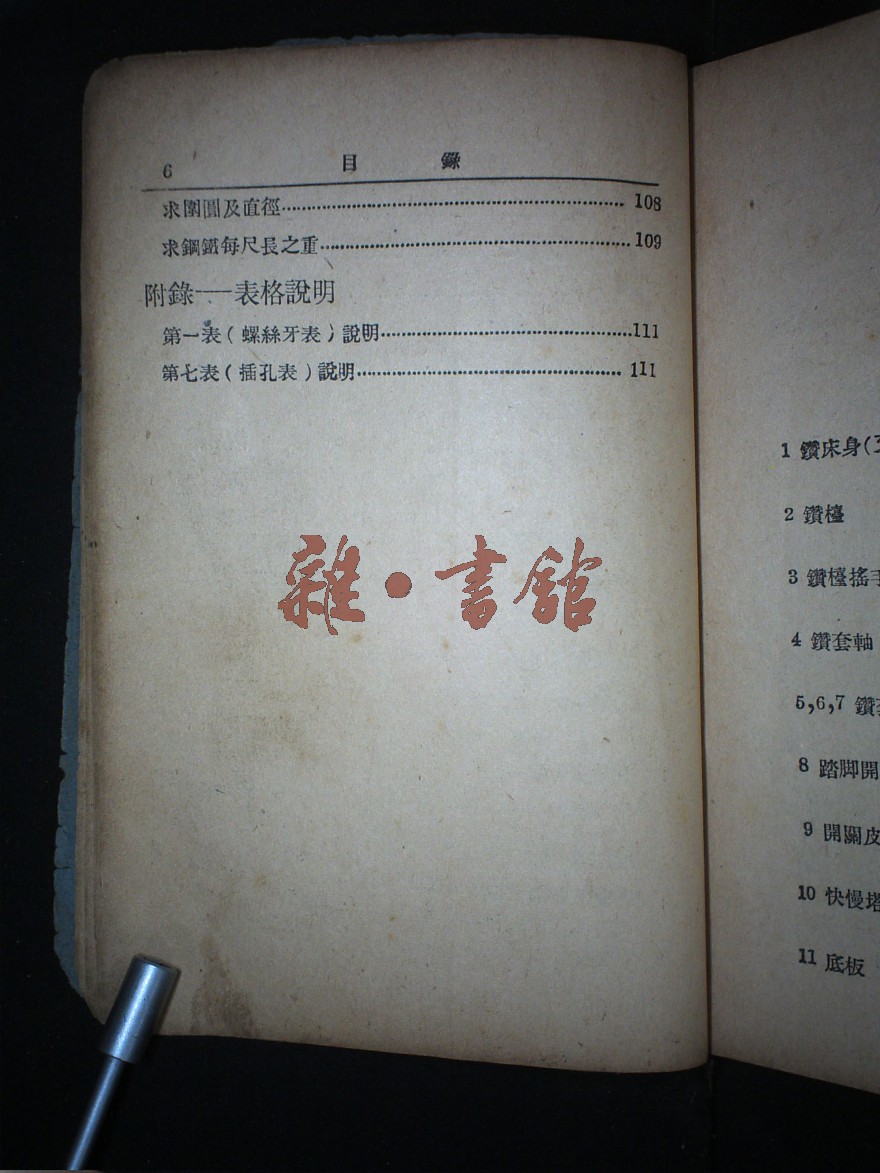 6 目 錄
求圍圓及直徑 108
求鋼鐵每尺長之重 109
附錄——表格說明
第一表(螺絲牙表)說明 111
第七表(插孔表)說明 111
雜·書館
1 鑽床身(
2 鑽檯
3 鑽檯搖手
4 鑽套軸
5,6,7 鑽
8 踏脚開
9 開關皮
10 快慢塔
11 底板